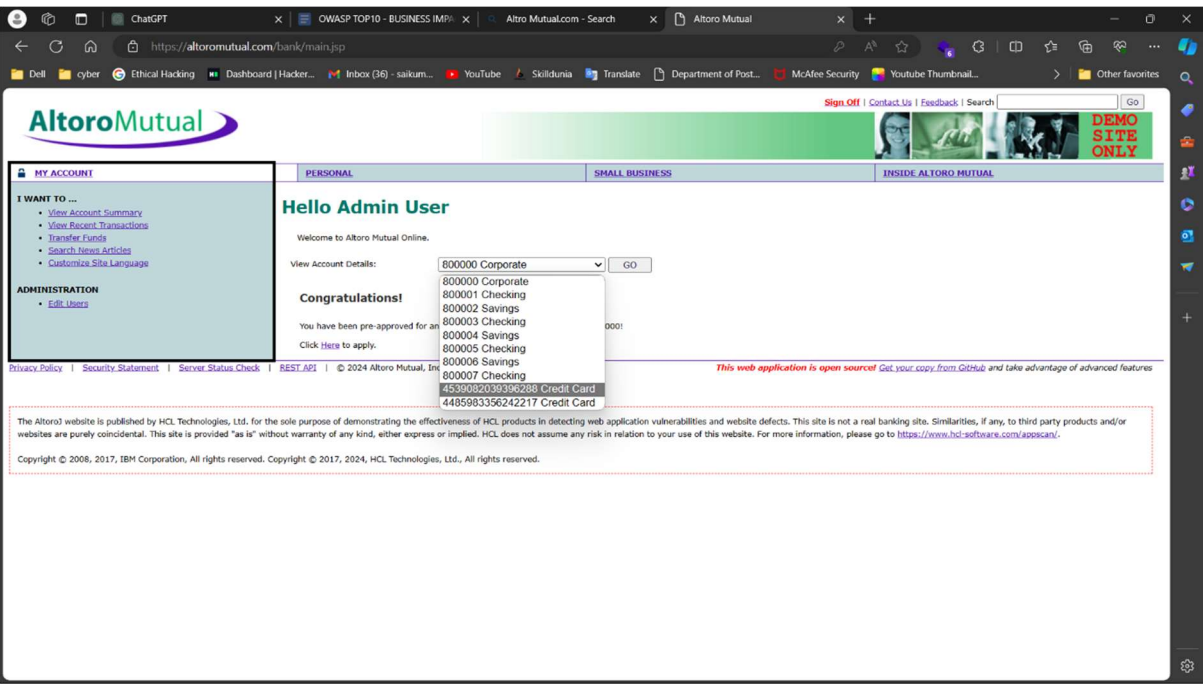 ChatGPT
OWASP TOP10 - BUSINESS IMPA
Altro Mutual.com - Search
Altoro Mutual
https://altoromutual.com/bank/main.jsp
6
Dell
cyber
Ethical Hacking
Dashboard | Hacker...
Inbox (36) - saikum...
YouTube
Skilldunia
Translate
Department of Post...
McAfee Security
Youtube Thumbnail...
Other favorites
AltoroMutual
Sign Off | Contact Us | Feedback | Search
Go
DEMO
SITE
ONLY
MY ACCOUNT
PERSONAL
SMALL BUSINESS
INSIDE ALTORO MUTUAL
I WANT TO ...
• View Account Summary
• View Recent Transactions
• Transfer Funds
• Search News Articles
• Customize Site Language
ADMINISTRATION
• Edit Users
Hello Admin User
Welcome to Altoro Mutual Online.
View Account Details:
800000 Corporate
GO
800000 Corporate
800001 Checking
800002 Savings
800003 Checking
800004 Savings
800005 Checking
800006 Savings
800007 Checking
4539082039396288 Credit Card
4485983356242217 Credit Card
Congratulations!
You have been pre-approved for an
000!
Click Here to apply.
Privacy Policy | Security Statement | Server Status Check | REST API | © 2024 Altoro Mutual, Inc
This web application is open source! Get your copy from GitHub and take advantage of advanced features
The AltoroJ website is published by HCL Technologies, Ltd. for the sole purpose of demonstrating the effectiveness of HCL products in detecting web application vulnerabilities and website defects. This site is not a real banking site. Similarities, if any, to third party products and/or
websites are purely coincidental. This site is provided "as is" without warranty of any kind, either express or implied. HCL does not assume any risk in relation to your use of this website. For more information, please go to https://www.hcl-software.com/appscan/.
Copyright © 2008, 2017, IBM Corporation, All rights reserved. Copyright © 2017, 2024, HCL Technologies, Ltd., All rights reserved.